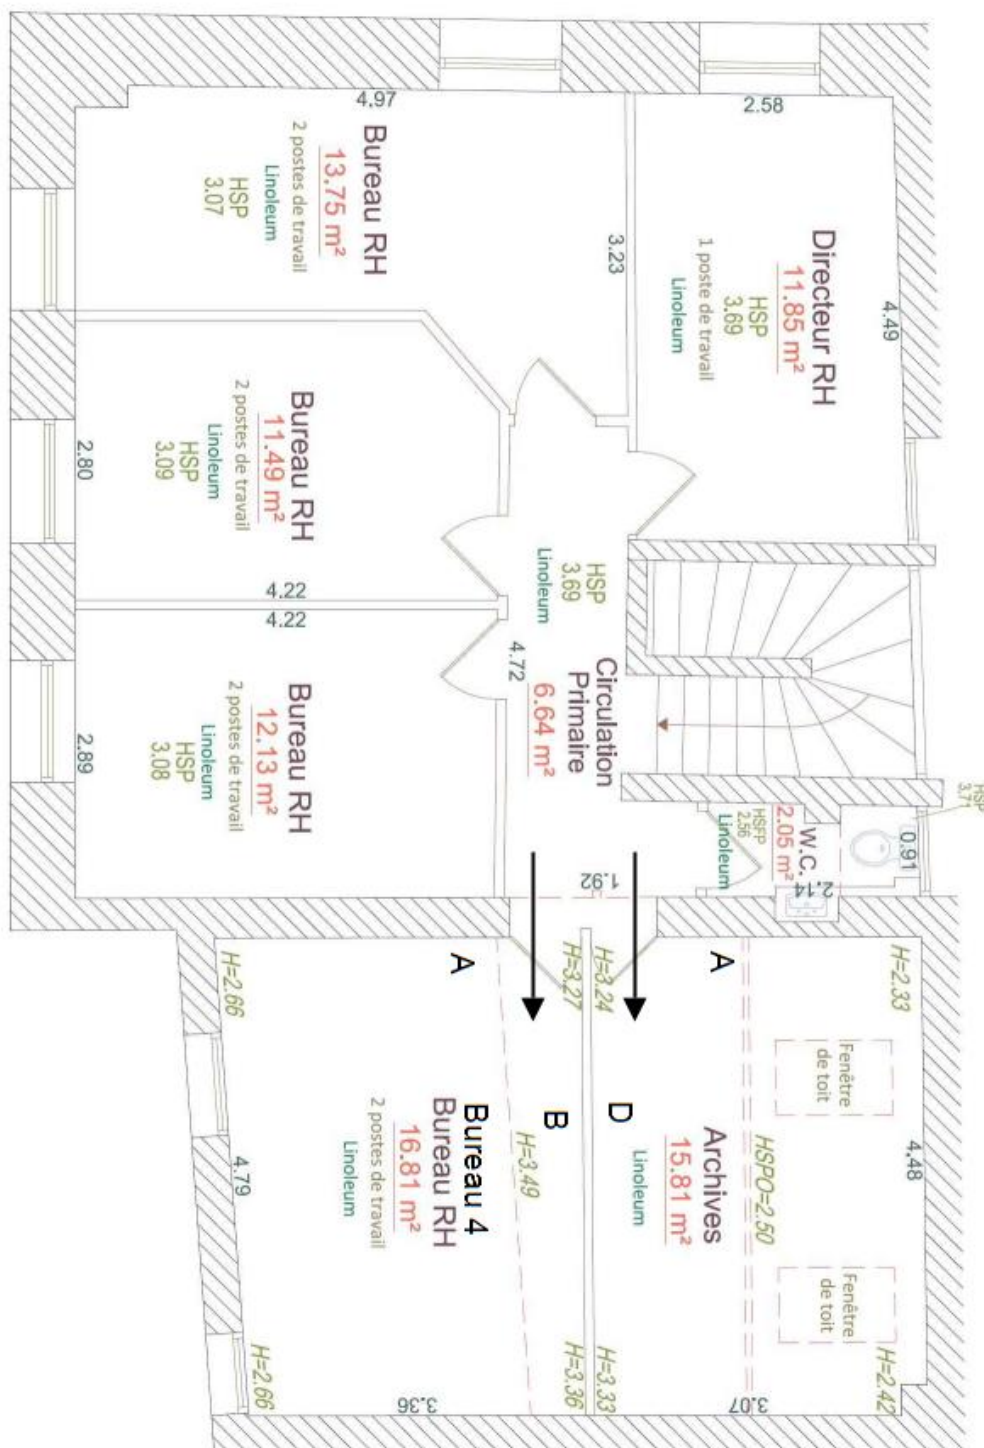 4.97
Bureau RH
13.75 m²
2 postes de travail
Linoleum
HSP
3.07
2.58
3.23
Directeur RH
11.85 m²
HSP
3.69
1 poste de travail
Linoleum
4.49
Bureau RH
11.49 m²
2 postes de travail
Linoleum
HSP
3.09
2.80
4.22
4.22
HSP
3.69
Linoleum
4.72
Circulation
Primaire
6.64 m²
Bureau RH
12.13 m²
2 postes de travail
Linoleum
HSP
3.08
2.89
HSP
3.71
W.C.
2.05 m²
HSFP
2.56
Linoleum
0.91
2.14
1.92
A
A
H=2.66
H=3.27
H=3.24
H=2.33
Fenêtre
de toit
B
D
Bureau 4
Bureau RH
16.81 m²
2 postes de travail
Linoleum
H=3.49
4.79
Archives
15.81 m²
Linoleum
HSPO=2.50
4.48
Fenêtre
de toit
H=2.66
H=3.36
H=3.33
H=2.42
3.36
3.07